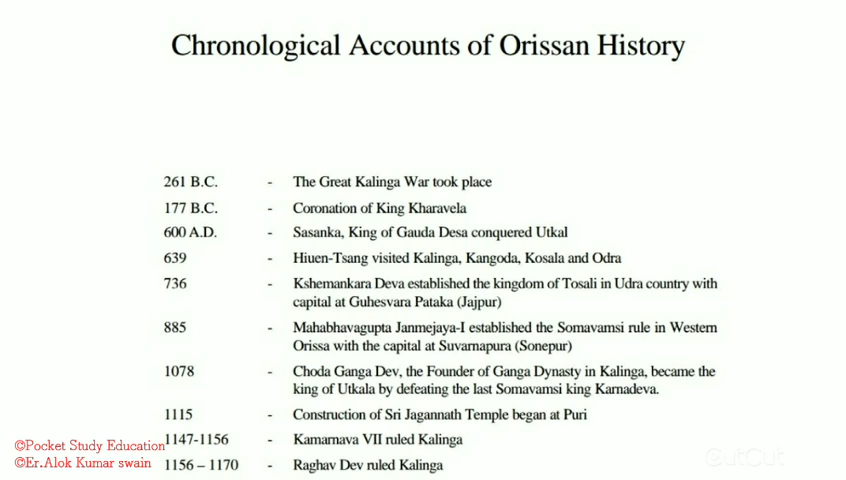 Chronological Accounts of Orissan History
261 B.C. - The Great Kalinga War took place
177 B.C. - Coronation of King Kharavela
600 A.D. - Sasanka, King of Gauda Desa conquered Utkal
639 - Hiuen-Tsang visited Kalinga, Kangoda, Kosala and Odra
736 - Kshemankara Deva established the kingdom of Tosali in Udra country with
capital at Guhesvara Pataka (Jajpur)
885 - Mahabhavagupta Janmejaya-I established the Somavamsi rule in Western
Orissa with the capital at Suvarnapura (Sonepur)
1078 - Choda Ganga Dev, the Founder of Ganga Dynasty in Kalinga, became the
king of Utkala by defeating the last Somavamsi king Karnadeva.
1115 - Construction of Sri Jagannath Temple began at Puri
1147-1156 - Kamarnava VII ruled Kalinga
1156 – 1170 - Raghav Dev ruled Kalinga
©Pocket Study Education
©Er.Alok Kumar swain
CutCut